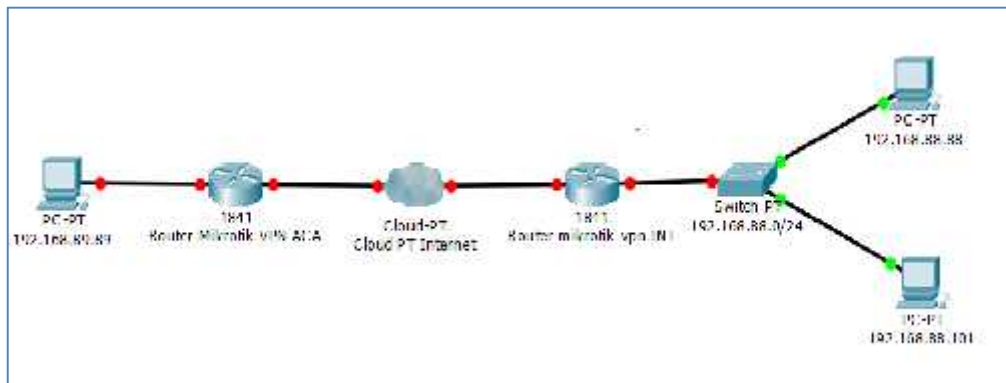 PC-PT
192.168.89.89
1841
Router Mikrotik VPN ACA
Cloud-PT
Cloud PT Internet
1841
Router mikrotik vpn INT
Switch PT
192.168.88.0/24
PC-PT
192.168.88.88
PC-PT
192.168.88.101